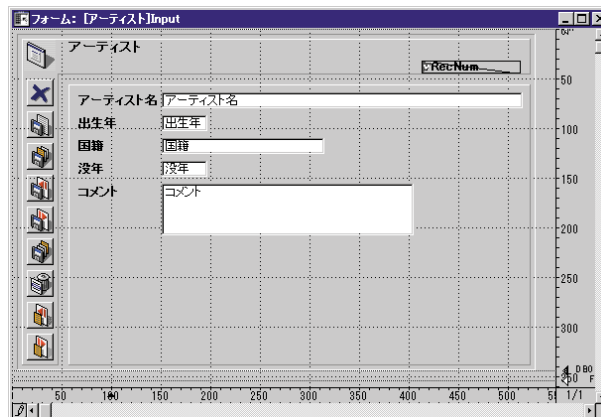 フォーム: [アーティスト]Input
アーティスト
vRecNum
アーティスト名 アーティスト名
出生年 出生年
国籍 国籍
没年 没年
コメント コメント
50
100
150
200
250
300
50 100 150 200 250 300 350 400 450 500
1/1